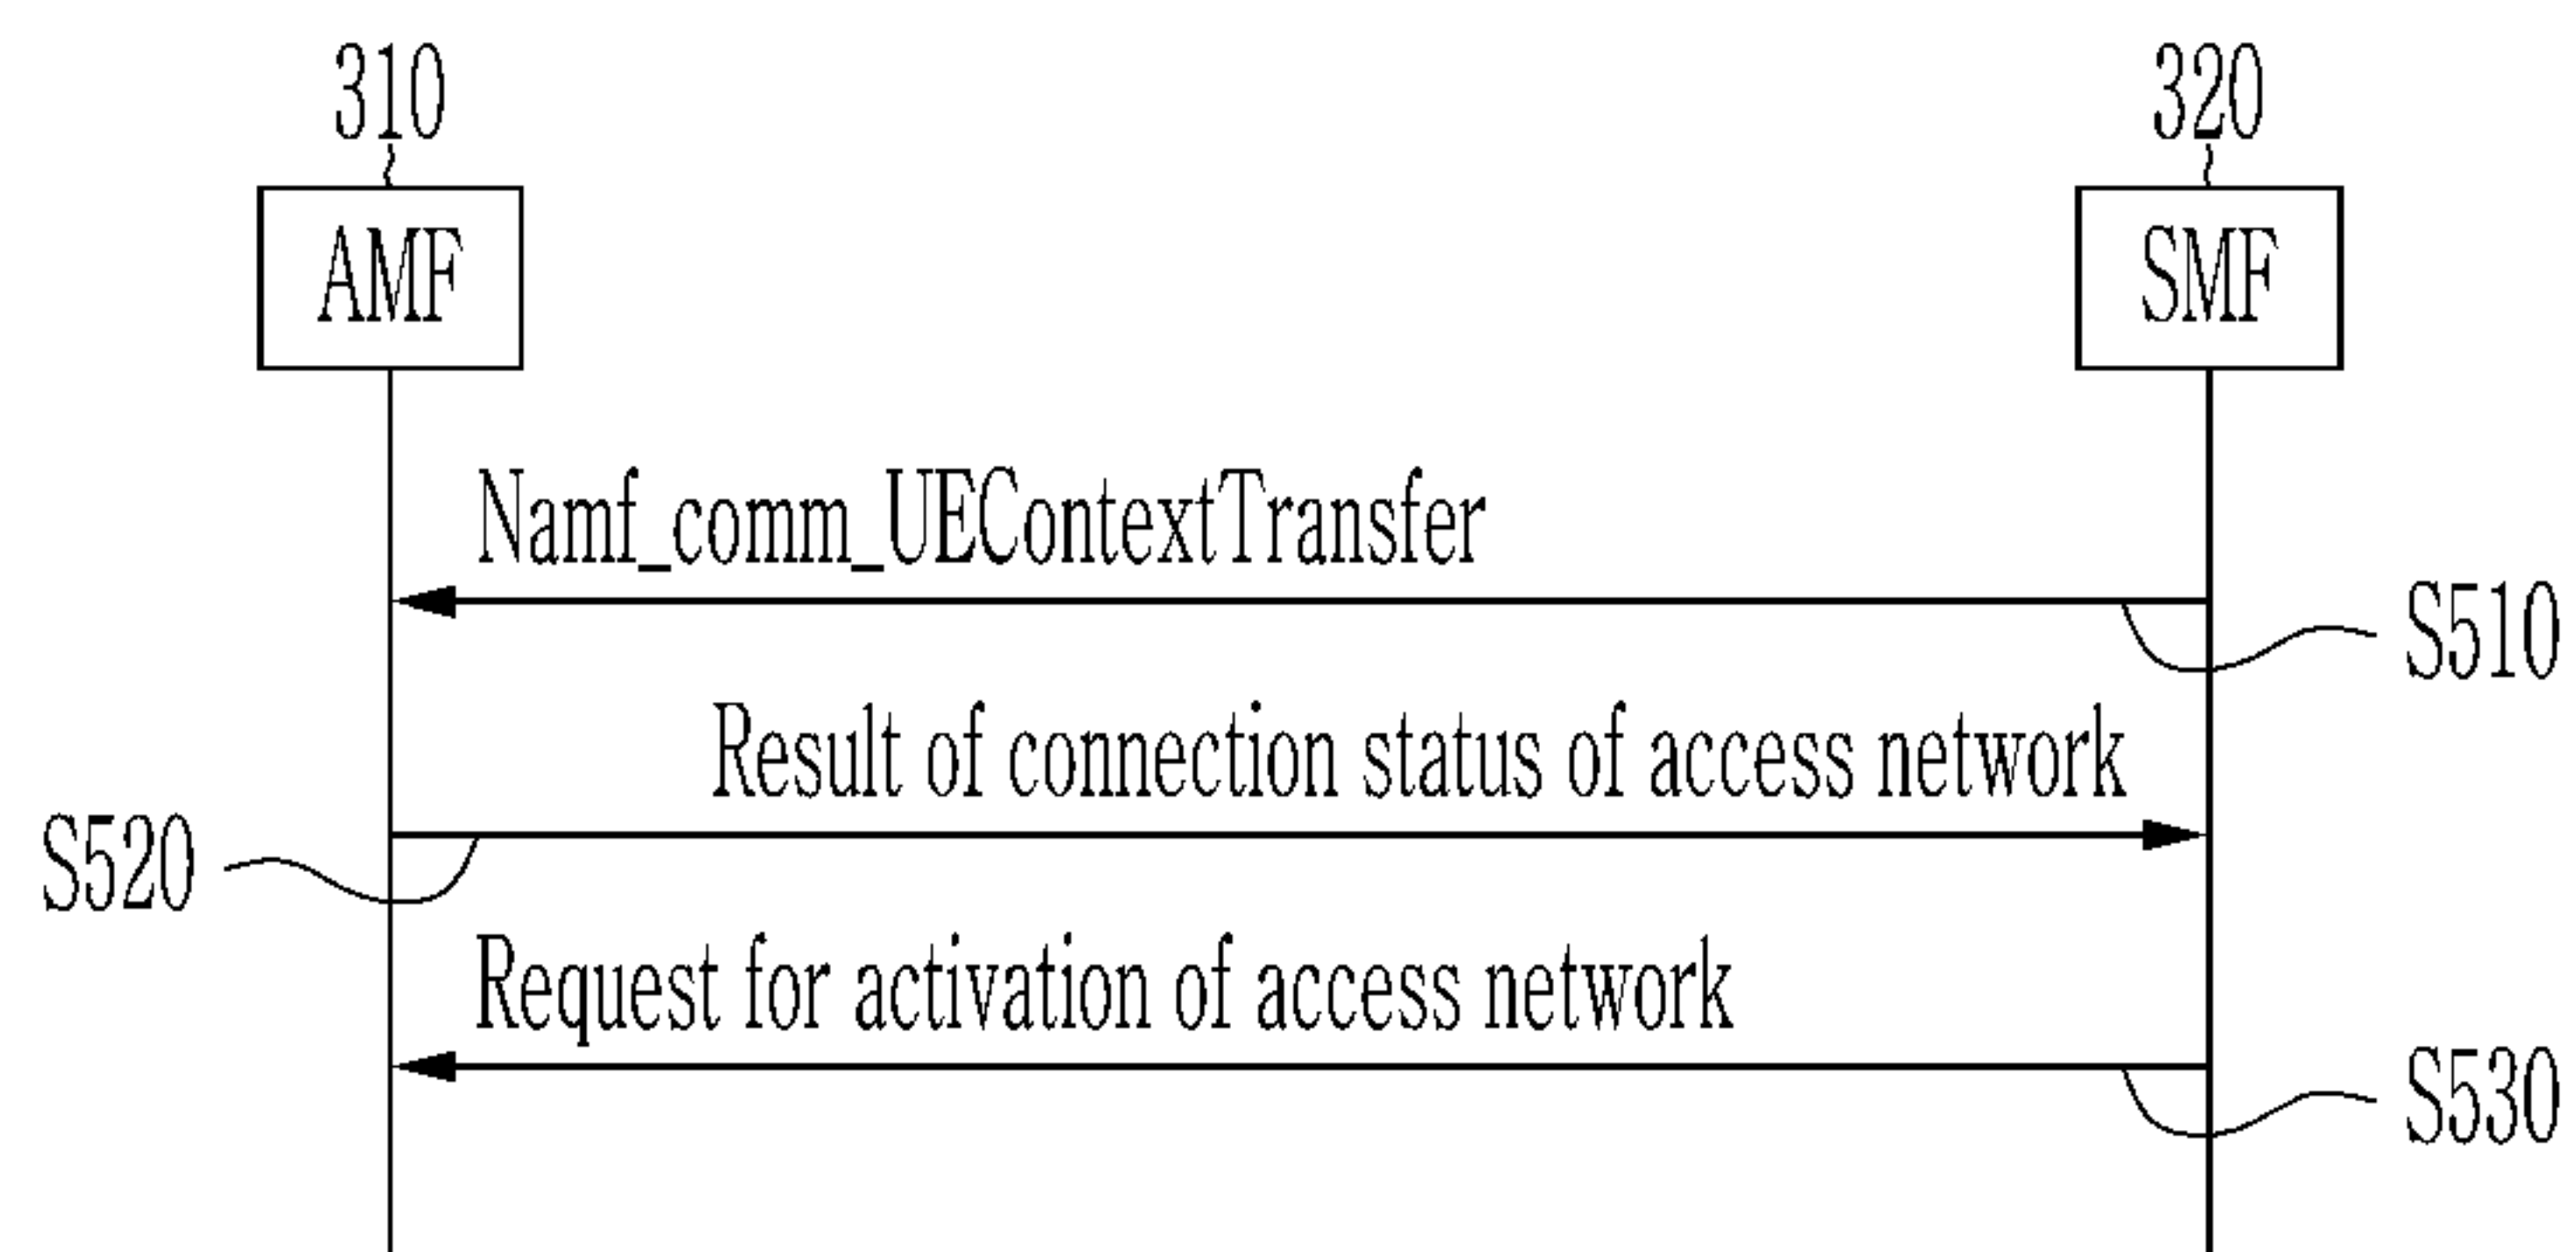 310
320
AMF
SMF
Namf_comm_UEContextTransfer
S510
Result of connection status of access network
S520
Request for activation of access network
S530